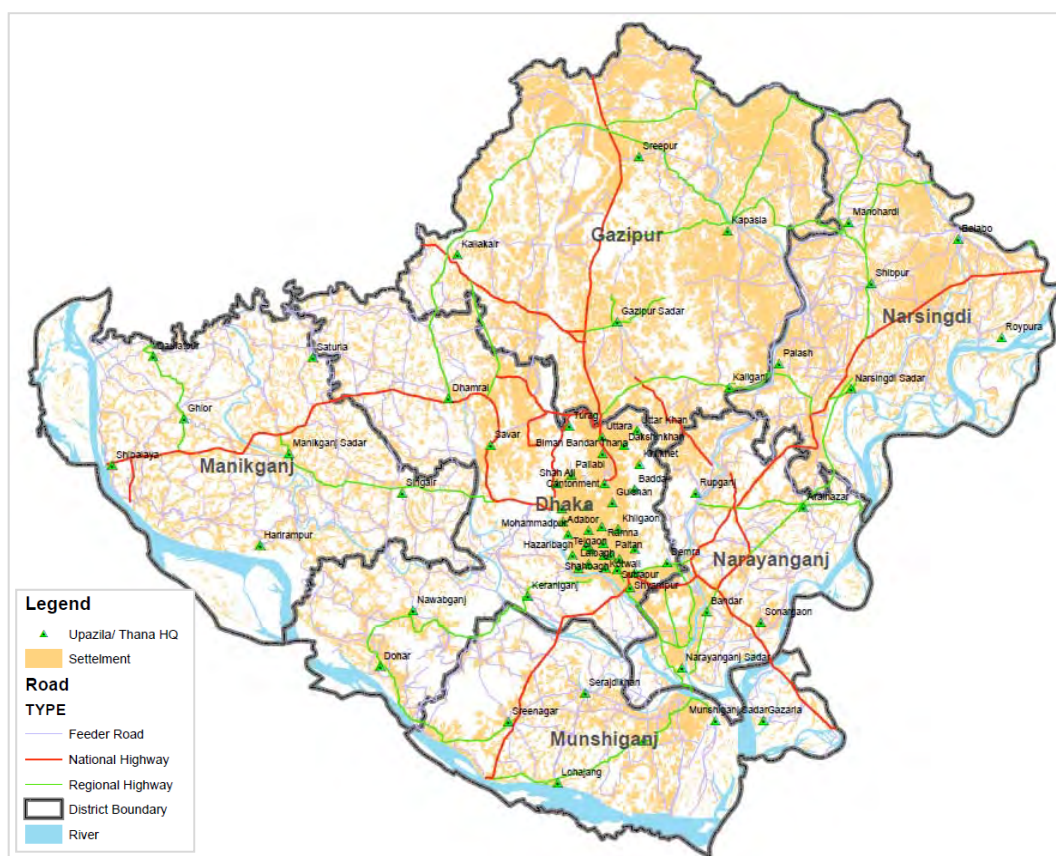 Sreepur
Gazipur
Kapasia
Manohardi
Belabo
Kaliakair
Shibpur
Narsingdi
Gazipur Sadar
Roypura
Daulatpur
Saturia
Palash
Kaliganj
Narsingdi Sadar
Dhamrai
Ghior
Turag
Uttara
Uttar Khan
Savar
Biman Bandar Thana
Dakshinkhan
Manikganj Sadar
Shibalaya
Manikganj
Pallabi
Khilkhet
Shah Ali
Cantonment
Badda
Singair
Gulshan
Rupganj
Dhaka
Araihazar
Mohammadpur
Adabor
Khilgaon
Ramna
Hazaribagh
Tejgaon
Paltan
Harirampur
Lalbagh
Narayanganj
Shahbagh
Kotwali
Demra
Sutrapur
Keraniganj
Shyampur
Nawabganj
Bandar
Sonargaon
Dohar
Narayanganj Sadar
Serajdikhan
Sreenagar
Munshiganj Sadar
Gazaria
Munshiganj
Lohajang
Legend
Upazila/ Thana HQ
Settelment
Road
TYPE
Feeder Road
National Highway
Regional Highway
District Boundary
River